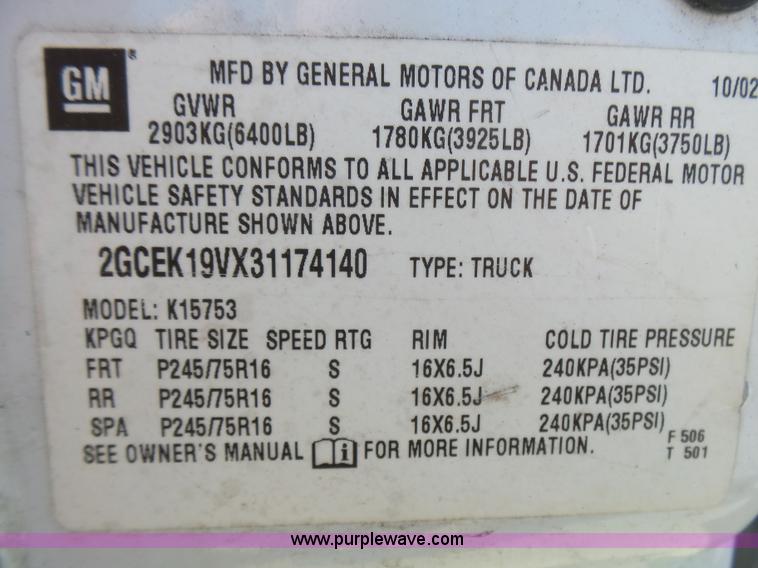 GM
MFD BY GENERAL MOTORS OF CANADA LTD. 10/02
GVWR GAWR FRT GAWR RR
2903KG(6400LB) 1780KG(3925LB) 1701KG(3750LB)
THIS VEHICLE CONFORMS TO ALL APPLICABLE U.S. FEDERAL MOTOR
VEHICLE SAFETY STANDARDS IN EFFECT ON THE DATE OF
MANUFACTURE SHOWN ABOVE.
2GCEK19VX31174140 TYPE: TRUCK
MODEL: K15753
KPGQ TIRE SIZE SPEED RTG RIM COLD TIRE PRESSURE
FRT P245/75R16 S 16X6.5J 240KPA(35PSI)
RR P245/75R16 S 16X6.5J 240KPA(35PSI)
SPA P245/75R16 S 16X6.5J 240KPA(35PSI)
SEE OWNER'S MANUAL i FOR MORE INFORMATION.
F 506
T 501
www.purplewave.com